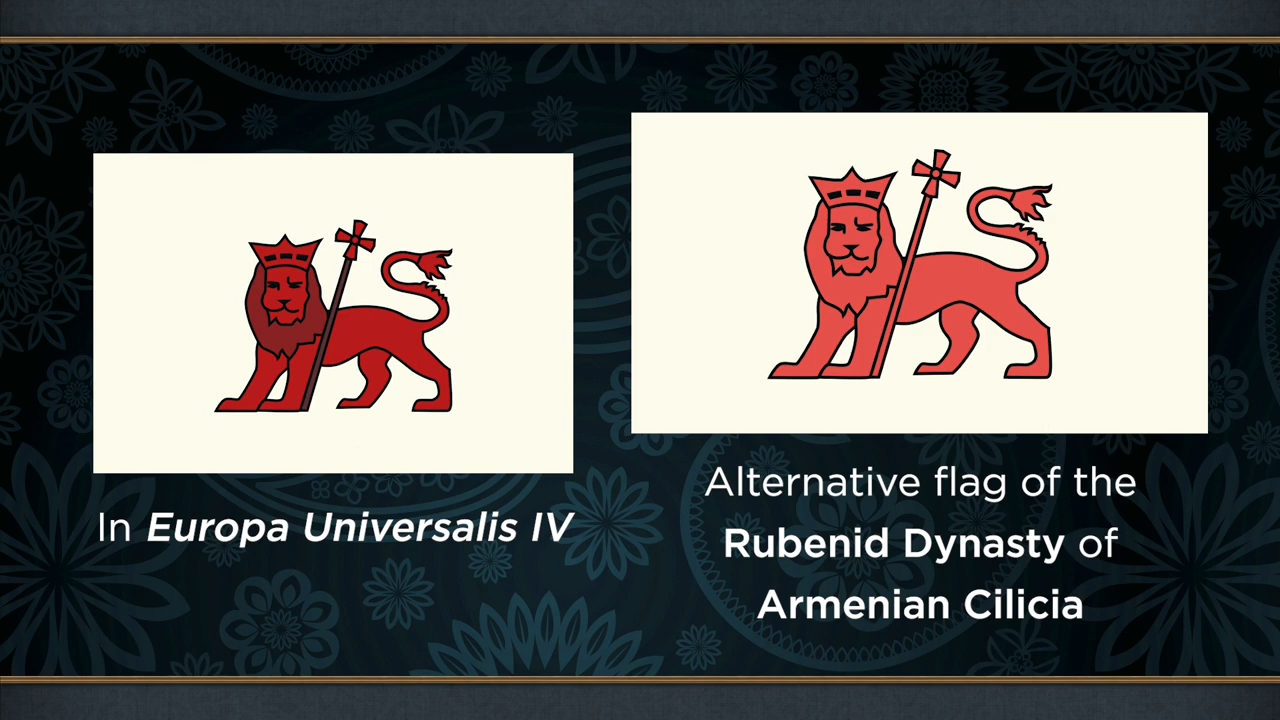 In Europa Universalis IV
Alternative flag of the
Rubenid Dynasty of
Armenian Cilicia